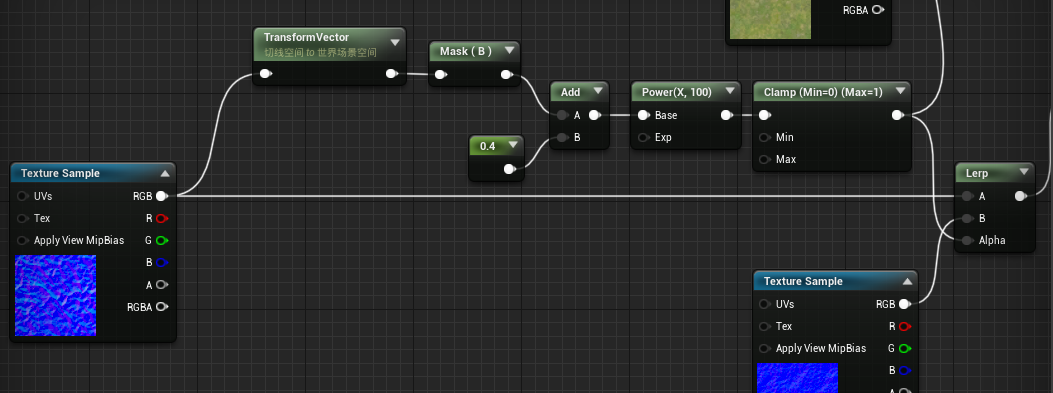 RGBA
TransformVector
切线空间 to 世界场景空间
Mask ( B )
Add
A
B
0.4
Power(X, 100)
Base
Exp
Clamp (Min=0) (Max=1)
Min
Max
Texture Sample
UVs RGB
Tex R
Apply View MipBias G
B
A
RGBA
Lerp
A
B
Alpha
Texture Sample
UVs RGB
Tex R
Apply View MipBias G
B
A